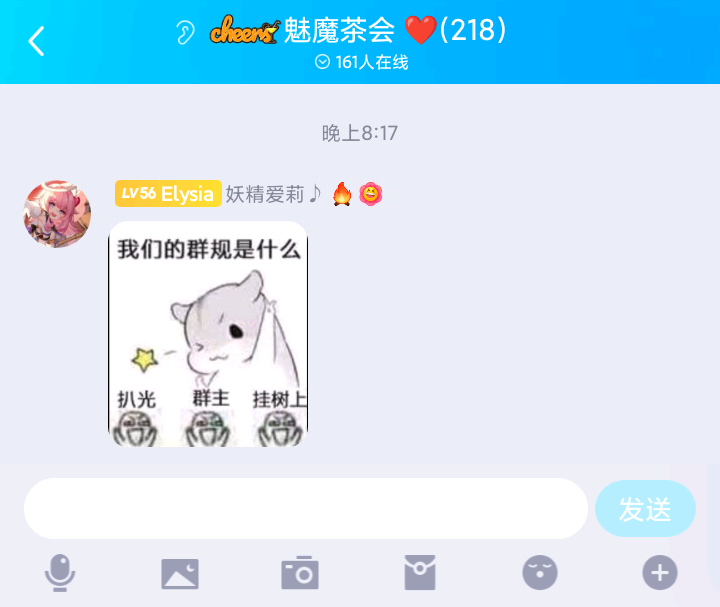 cheers 魅魔茶会 ❤️(218)
161人在线
晚上8:17
LV56 Elysia 妖精爱莉♪ 🔥
我们的群规是什么
扒光 群主 挂树上
发送